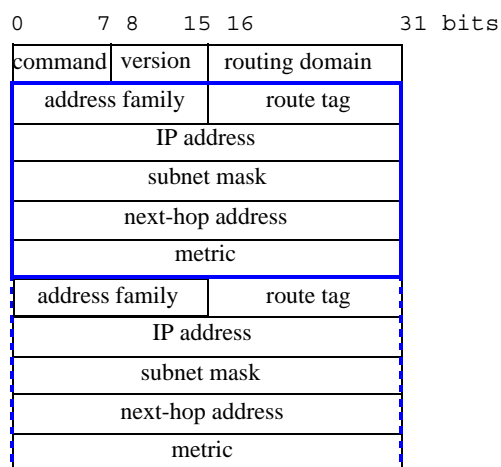 0 7 8 15 16 31 bits
command version routing domain
address family route tag
IP address
subnet mask
next-hop address
metric
address family route tag
IP address
subnet mask
next-hop address
metric